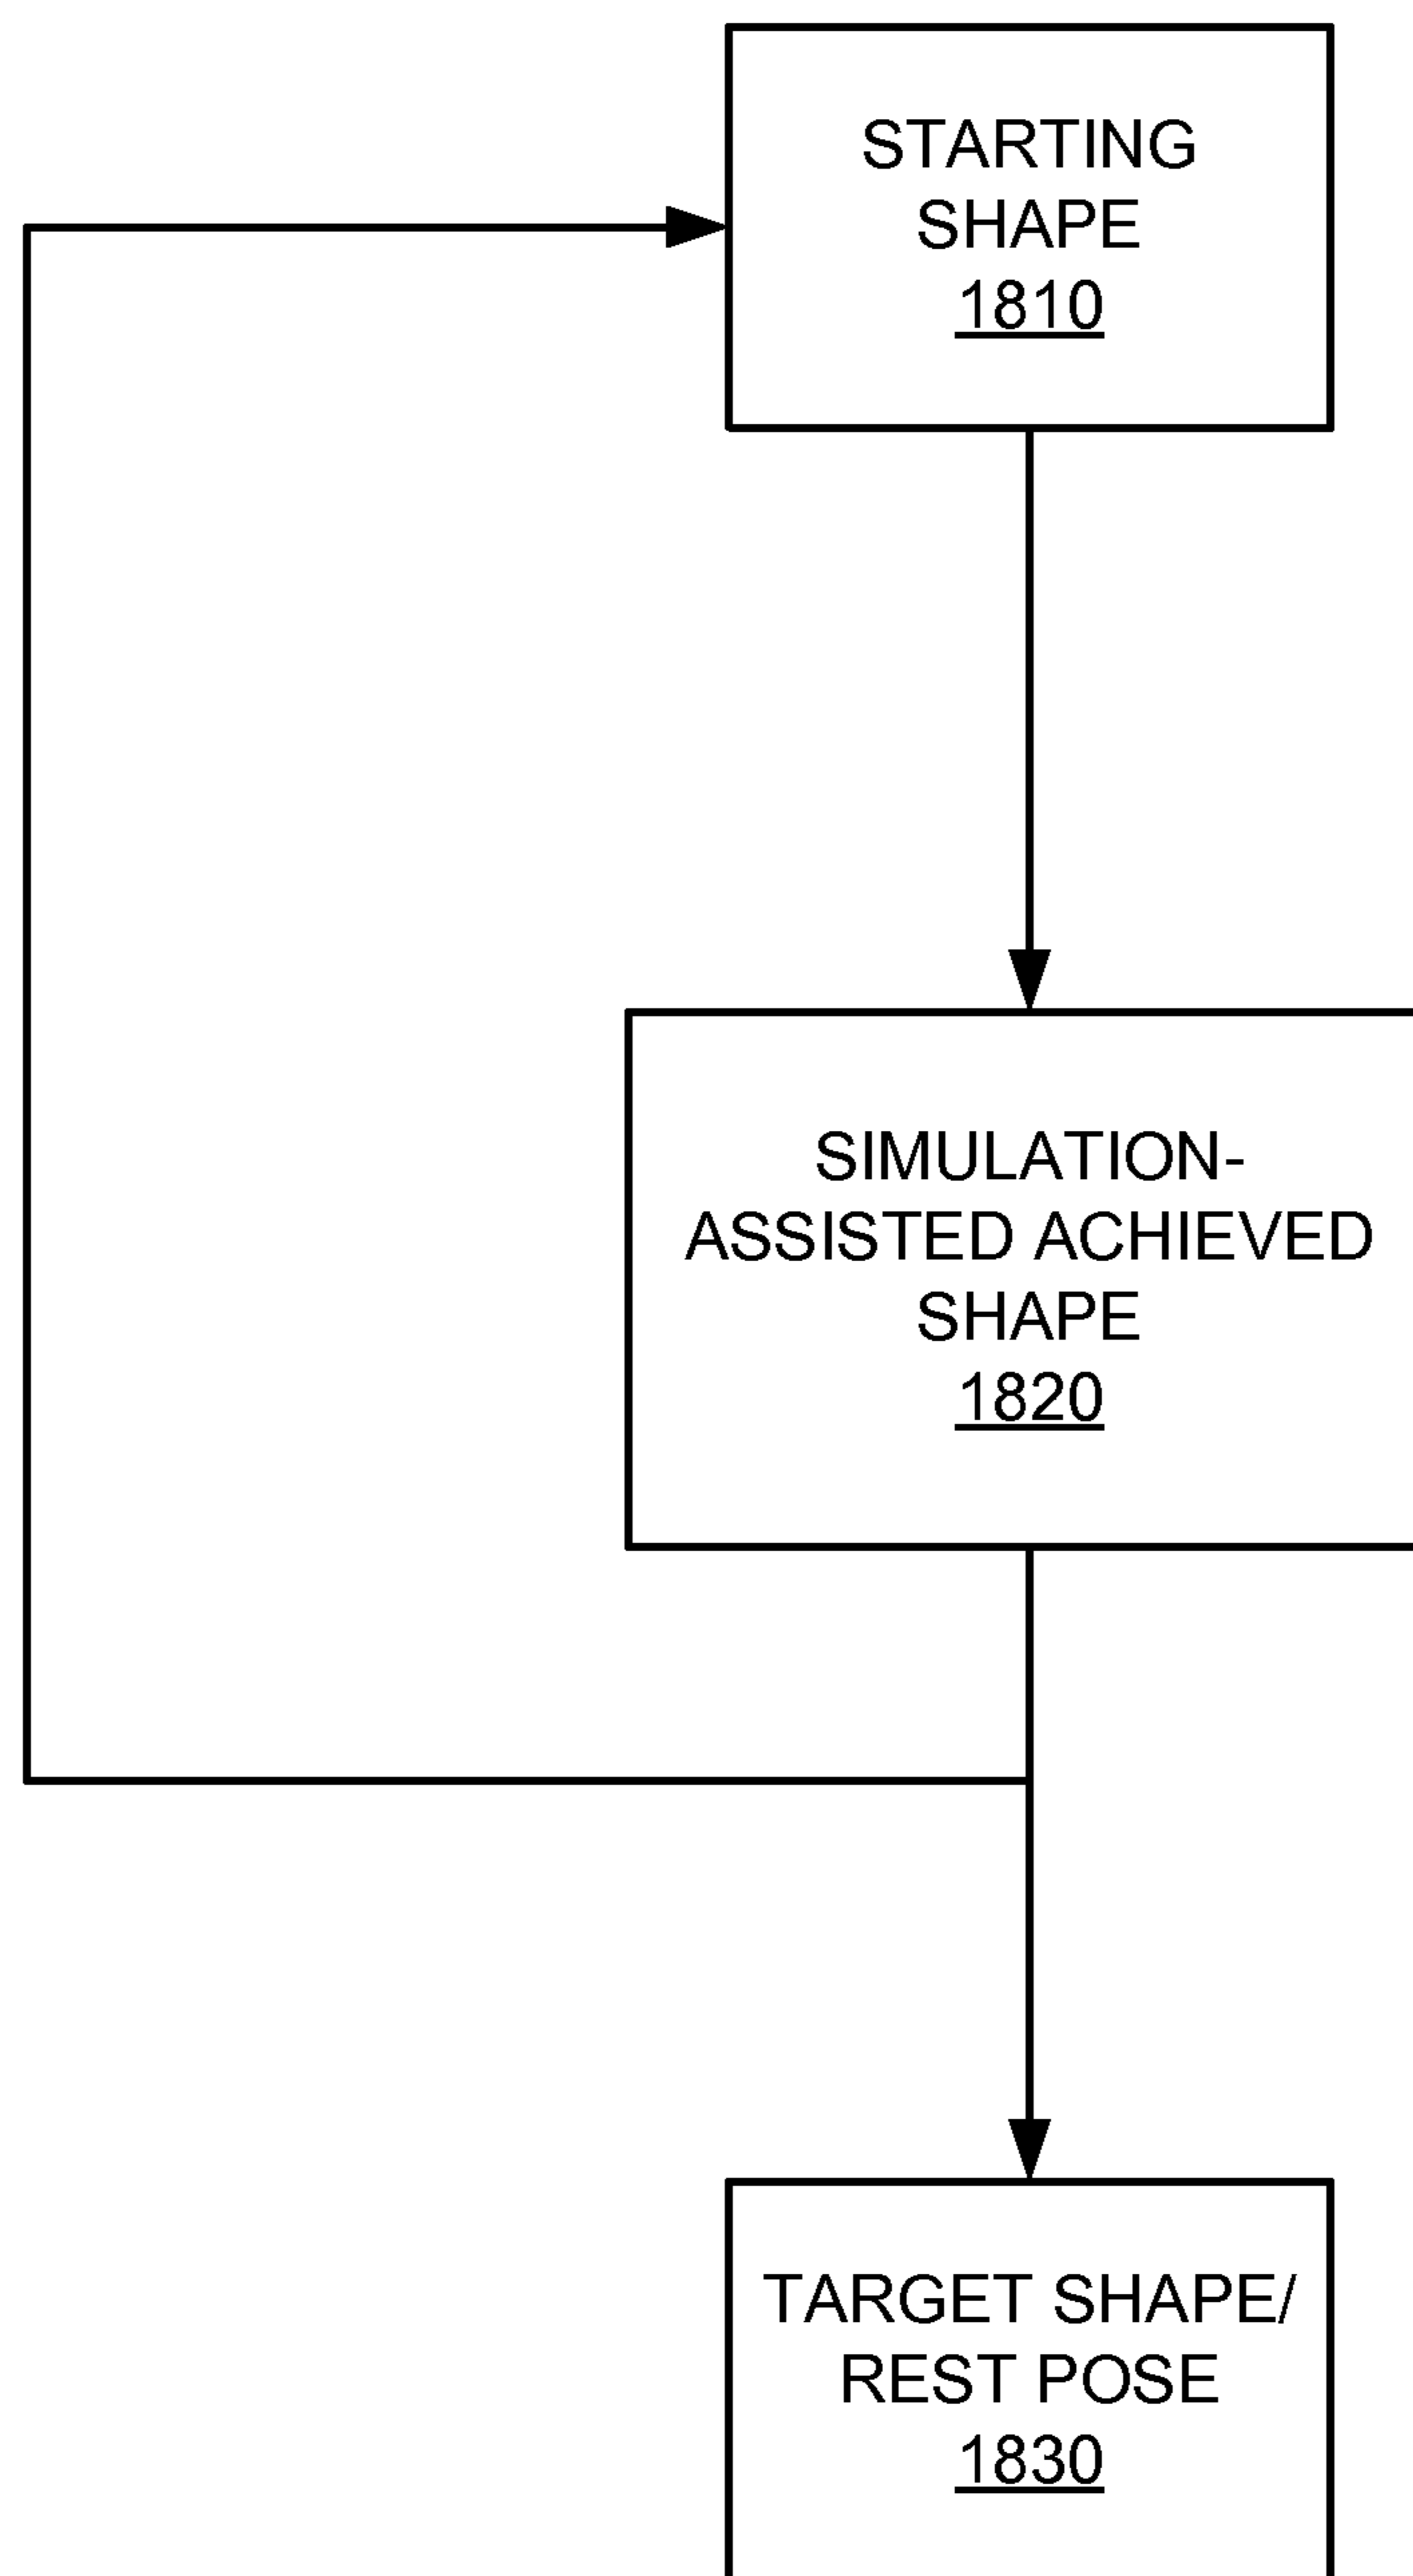 STARTING
SHAPE
1810
SIMULATION-
ASSISTED ACHIEVED
SHAPE
1820
TARGET SHAPE/
REST POSE
1830